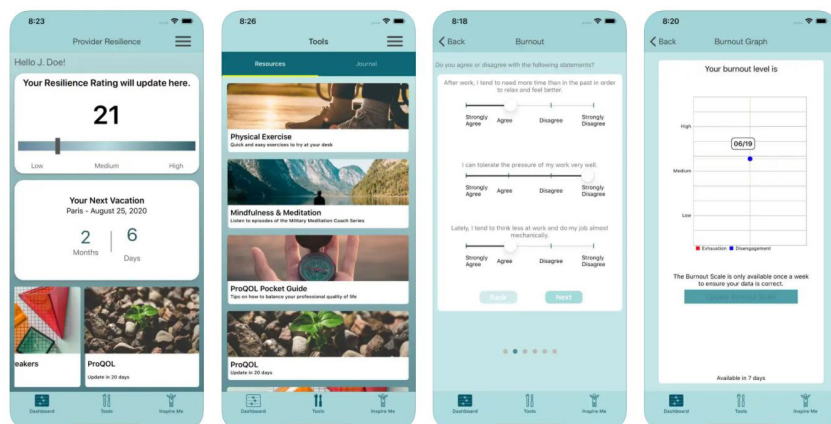 8:23
Provider Resilience
Hello J. Doe!
Your Resilience Rating will update here.
21
Low Medium High
Your Next Vacation
Paris - August 25, 2020
2 6
Months Days
eakers
ProQOL
Update in 20 days
Dashboard Tools Inspire Me
8:26
Tools
Resources Journal
Physical Exercise
Quick and easy exercises to try at your desk
Mindfulness & Meditation
Listen to episodes of the Military Meditation Coach Series
ProQOL Pocket Guide
Tips on how to balance your professional quality of life
ProQOL
Update in 20 days
Dashboard Tools Inspire Me
8:18
Back Burnout
Do you agree or disagree with the following statements?
After work, I tend to need more time than in the past in order
to relax and feel better.
Strongly Agree Agree Disagree Strongly Disagree
I can tolerate the pressure of my work very well.
Strongly Agree Agree Disagree Strongly Disagree
Lately, I tend to think less at work and do my job almost
mechanically.
Strongly Agree Agree Disagree Strongly Disagree
Back Next
Dashboard Tools Inspire Me
8:20
Back Burnout Graph
Your burnout level is
High
06/19
Medium
Low
Exhaustion Disengagement
The Burnout Scale is only available once a week
to ensure your data is correct.
Update Burnout Scale
Available in 7 days
Dashboard Tools Inspire Me